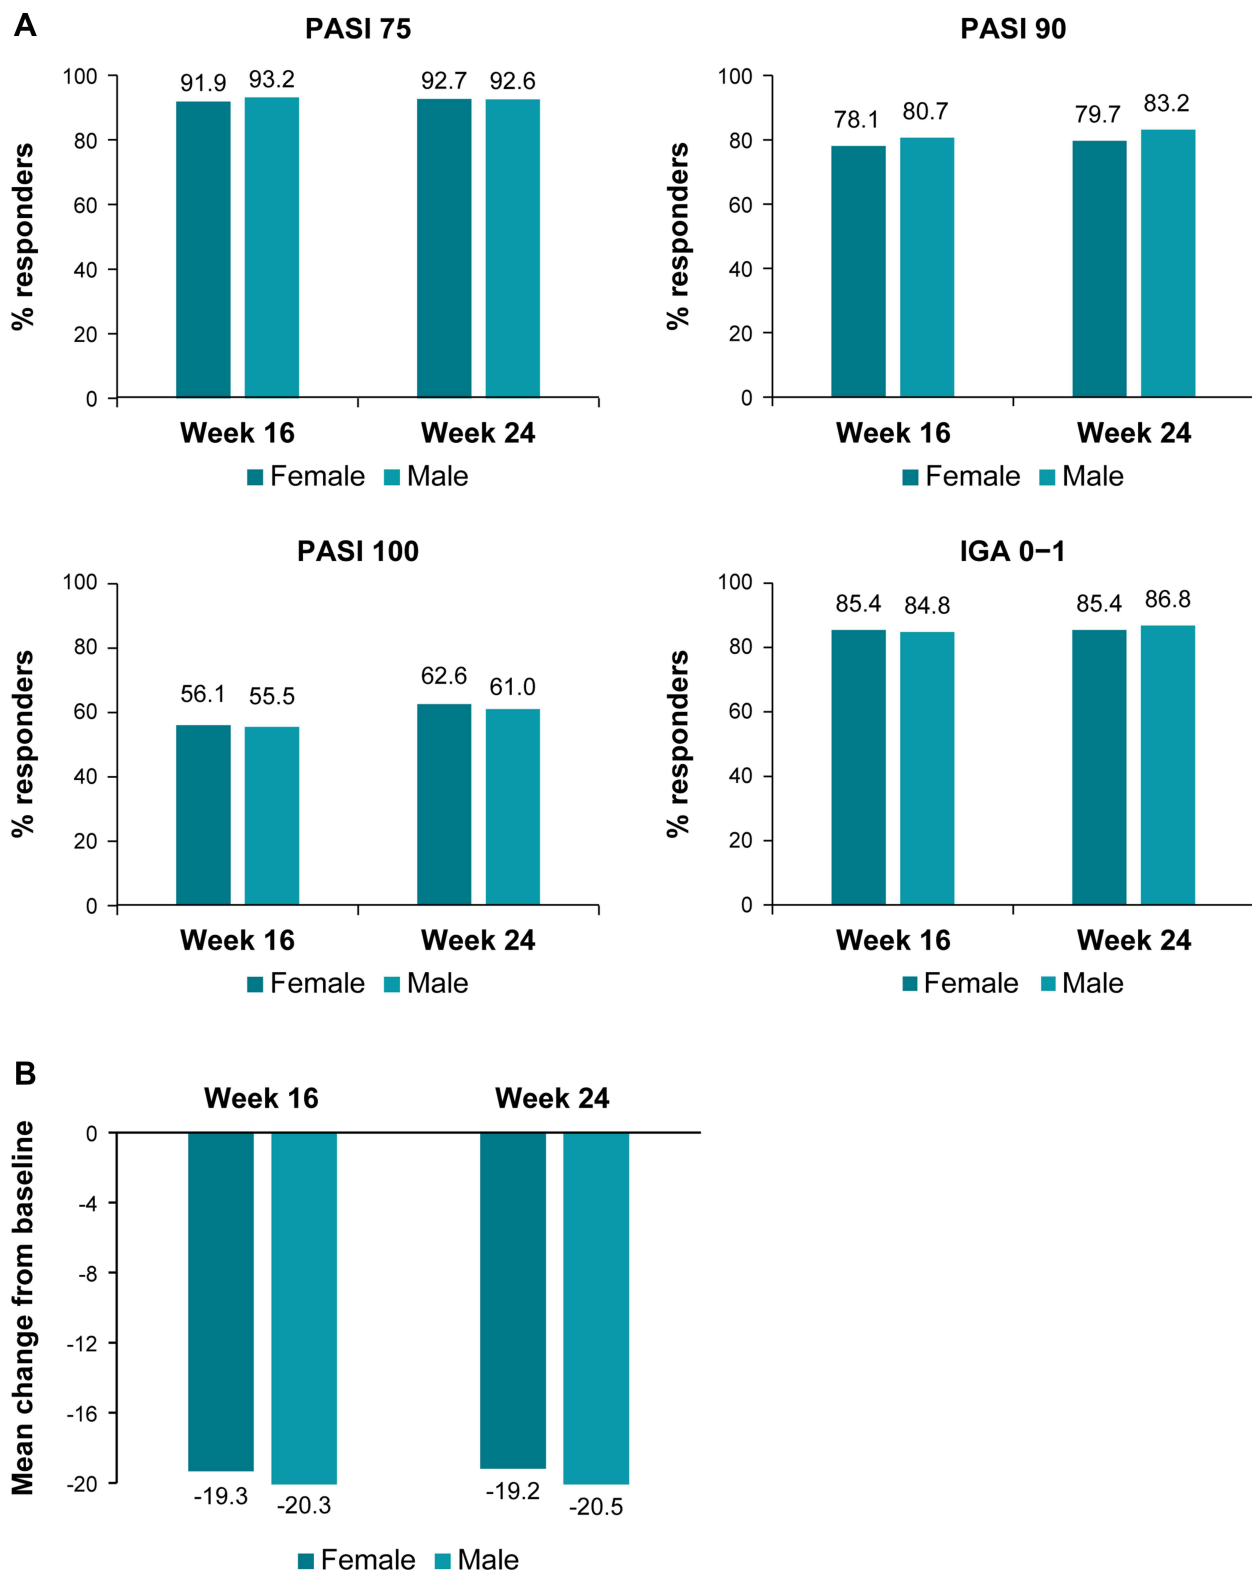 A
PASI 75
% responders
100
80
60
40
20
0
91.9
93.2
92.7
92.6
Week 16
Week 24
Female
Male
PASI 90
% responders
100
80
60
40
20
0
78.1
80.7
79.7
83.2
Week 16
Week 24
Female
Male
PASI 100
% responders
100
80
60
40
20
0
56.1
55.5
62.6
61.0
Week 16
Week 24
Female
Male
IGA 0−1
% responders
100
80
60
40
20
0
85.4
84.8
85.4
86.8
Week 16
Week 24
Female
Male
B
Week 16
Week 24
Mean change from baseline
0
-4
-8
-12
-16
-20
-19.3
-20.3
-19.2
-20.5
Female
Male